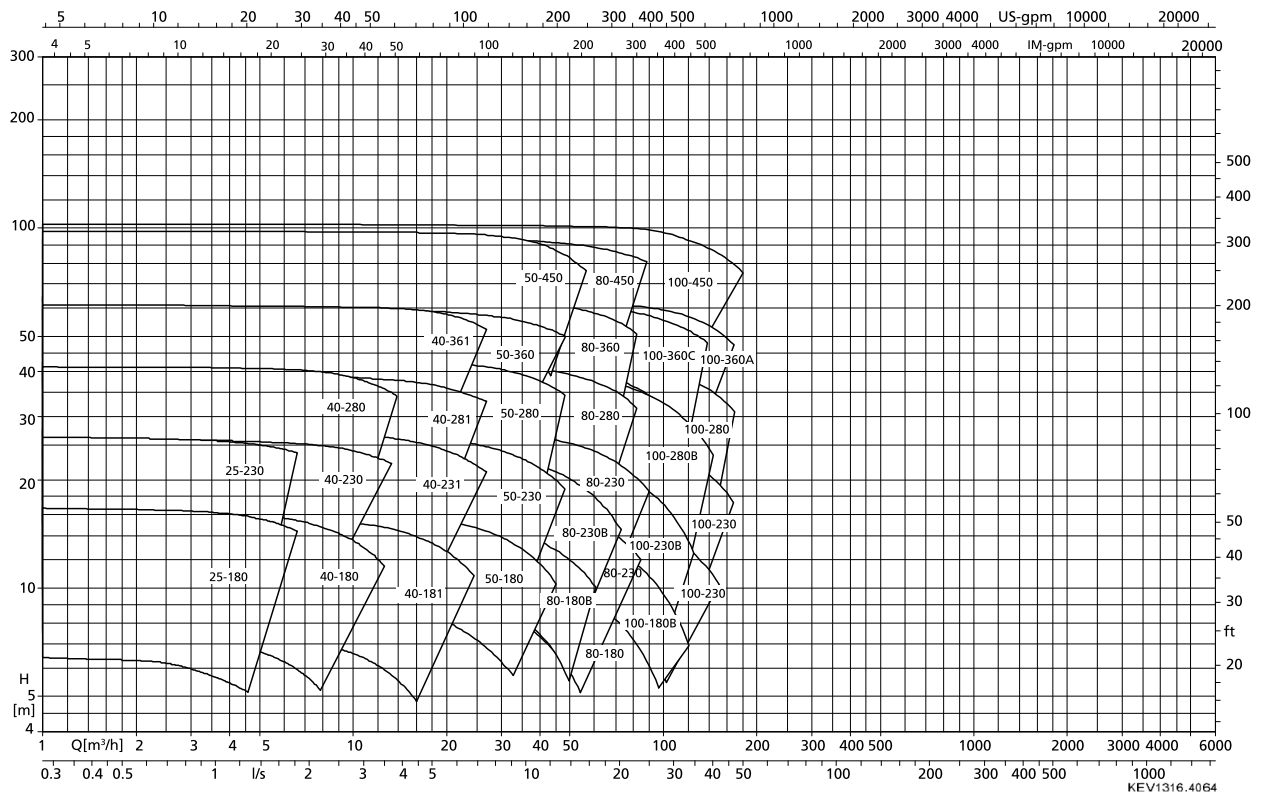 5 10 20 30 40 50 100 200 300 400 500 1000 2000 3000 4000 US-gpm 10000 20000
4 5 10 20 30 40 50 100 200 300 400 500 1000 2000 3000 4000 IM-gpm 10000 20000
300
200
500
400
100
300
50-450 80-450 100-450
200
50
40-361 80-360
50-360 100-360C 100-360A
40
40-280
100
30
40-281 50-280 80-280
100-280
100-280B
25-230
40-230 40-231 80-230
20
50-230
50
100-230
80-230B
100-230B
40
25-180 40-180 50-180 80-230
10
40-181 80-180B 100-230
30
100-180B
ft
80-180
20
H
5
[m]
4
1 Q[m³/h] 2 3 4 5 10 20 30 40 50 100 200 300 400 500 1000 2000 3000 4000 6000
0.3 0.4 0.5 1 l/s 2 3 4 5 10 20 30 40 50 100 200 300 400 500 1000
KEV1316.4064